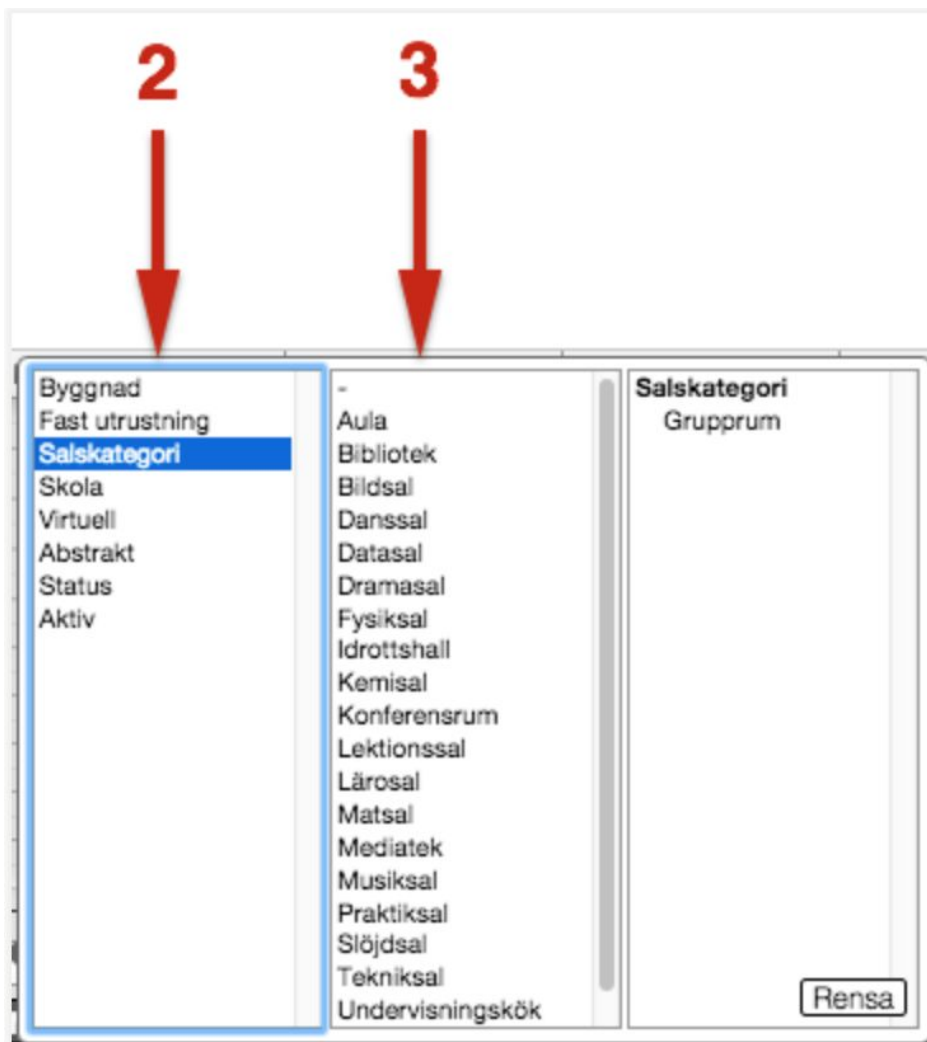 2
3
Byggnad
Fast utrustning
Salskategori
Skola
Virtuell
Abstrakt
Status
Aktiv
-
Aula
Bibliotek
Bildsal
Danssal
Datasal
Dramasal
Fysiksal
Idrottshall
Kemisal
Konferensrum
Lektionssal
Lärosal
Matsal
Mediatek
Musiksal
Praktiksal
Slöjdsal
Tekniksal
Undervisningskök
Salskategori
Grupprum
Rensa